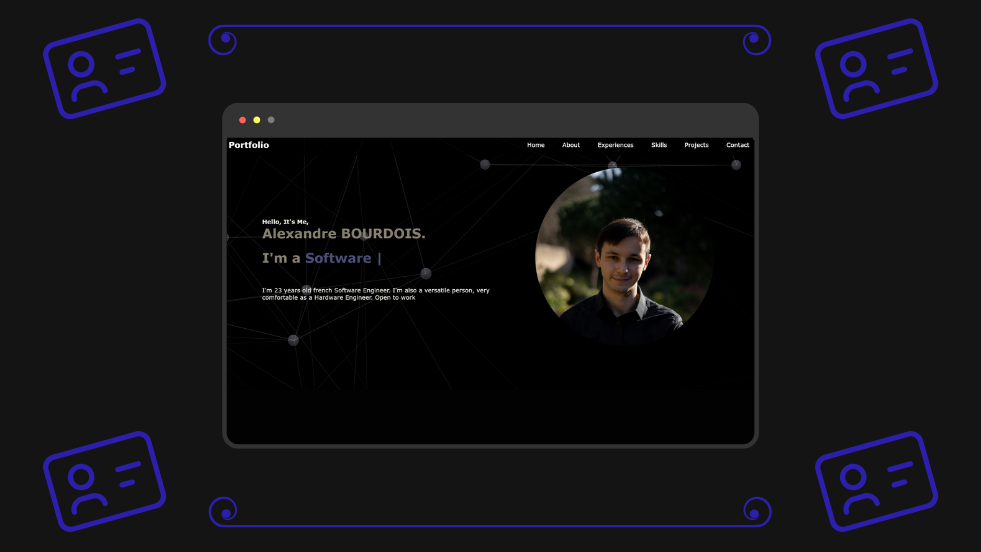 Portfolio
Home About Experiences Skills Projects Contact
Hello, It's Me,
Alexandre BOURDOIS.
I'm a Software |
I'm 23 years old french Software Engineer. I'm also a versatile person, very
comfortable as a Hardware Engineer. Open to work